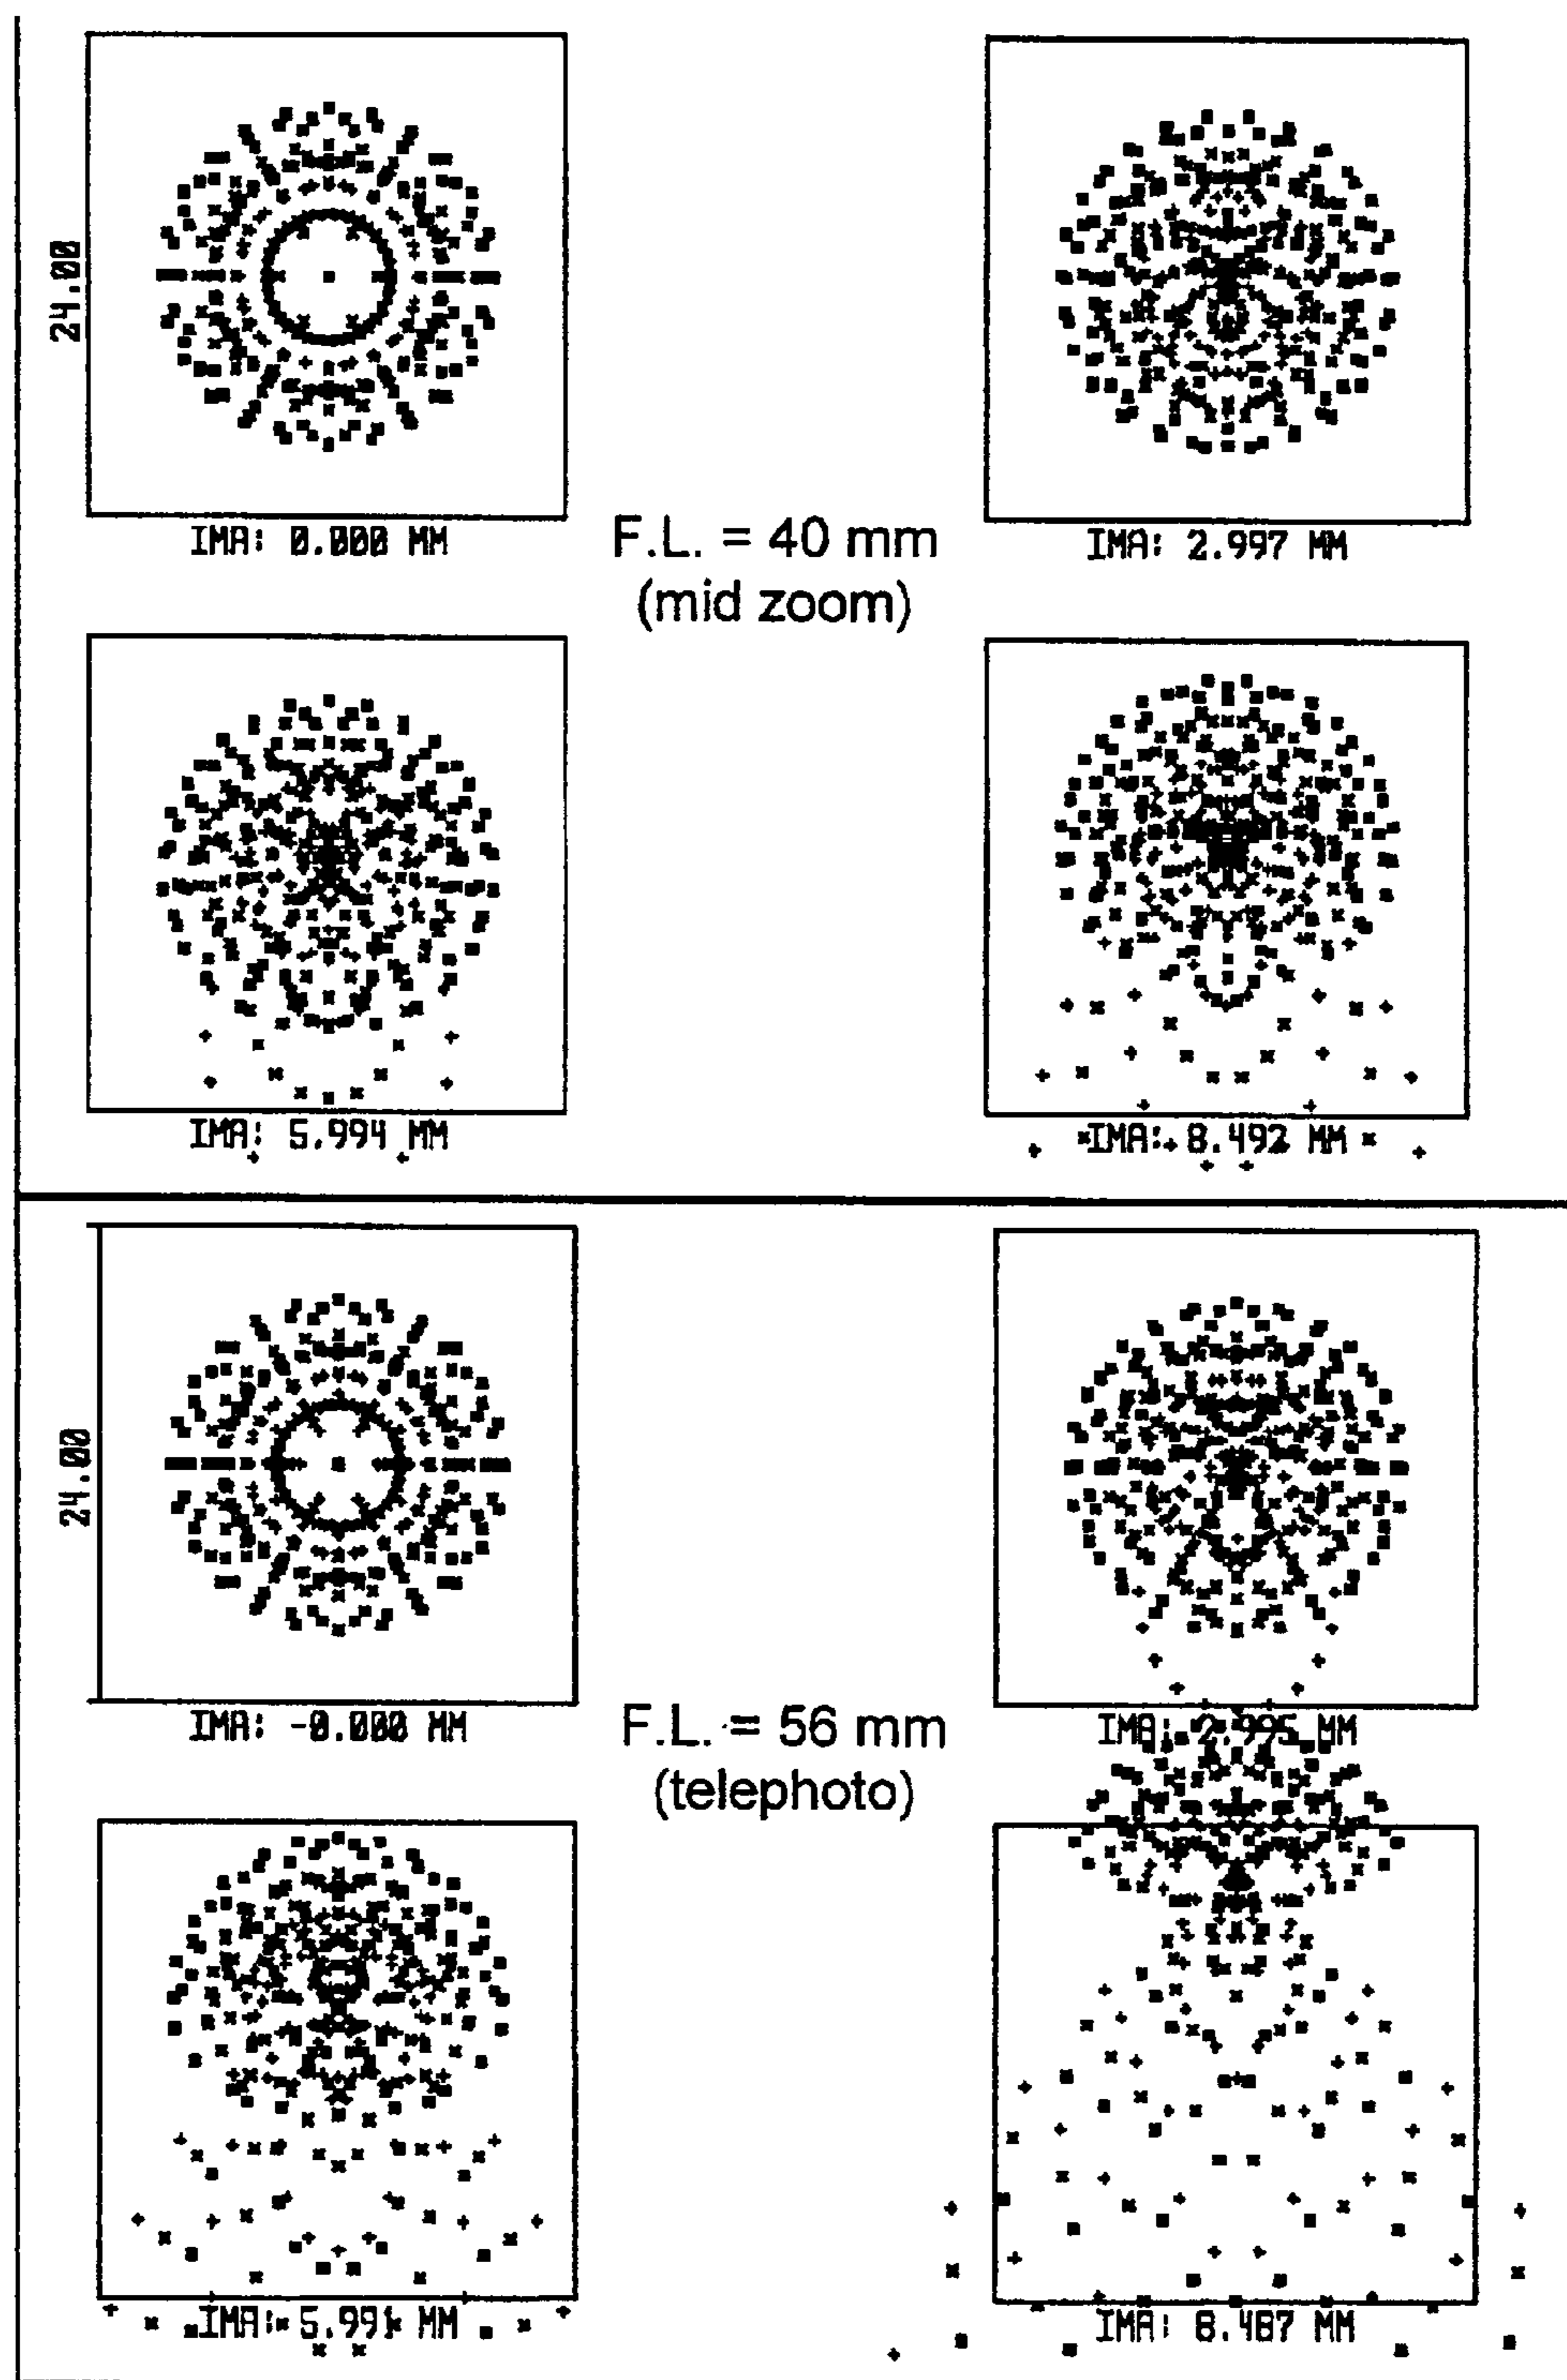 24.00
IMA: 0.000 MM
IMA: 2.997 MM
F.L. = 40 mm
(mid zoom)
IMA: 5.994 MM
IMA: 8.492 MM
24.00
IMA: -0.000 MM
IMA: 2.995 MM
F.L. = 56 mm
(telephoto)
IMA: 5.991 MM
IMA: 8.487 MM